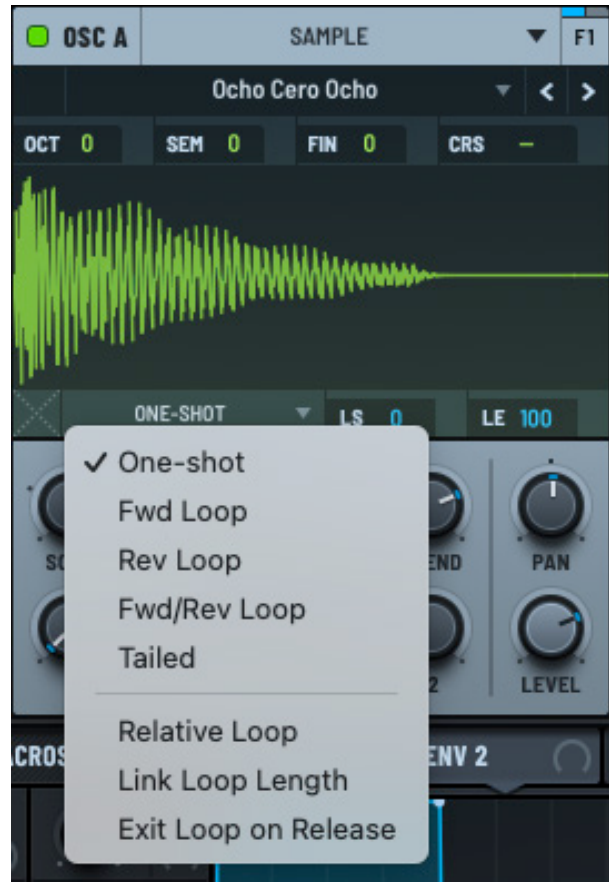 OSC A SAMPLE F1
Ocho Cero Ocho
OCT 0 SEM 0 FIN 0 CRS –
ONE-SHOT LS 0 LE 100
✓ One-shot
Fwd Loop
Rev Loop
Fwd/Rev Loop
Tailed
PAN
LEVEL
Relative Loop
Link Loop Length
Exit Loop on Release
ENV 2